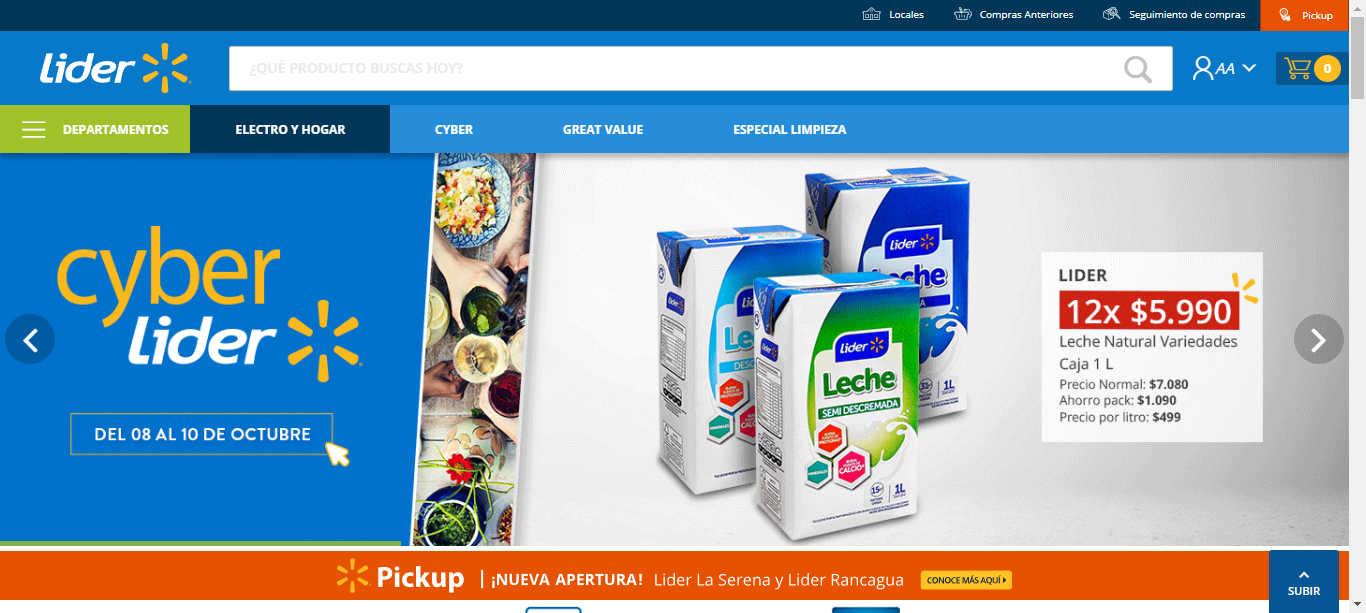 Locales
Compras Anteriores
Seguimiento de compras
Pickup
Lider
¿QUÉ PRODUCTO BUSCAS HOY?
AA
0
DEPARTAMENTOS
ELECTRO Y HOGAR
CYBER
GREAT VALUE
ESPECIAL LIMPIEZA
cyber
lider
DEL 08 AL 10 DE OCTUBRE
lider
Leche
lider
Leche
SEMI DESCREMADA
1L
1L
LIDER
12x $5.990
Leche Natural Variedades
Caja 1 L
Precio Normal: $7.080
Ahorro pack: $1.090
Precio por litro: $499
Pickup | ¡NUEVA APERTURA! Lider La Serena y Lider Rancagua
CONOCE MÁS AQUÍ
SUBIR